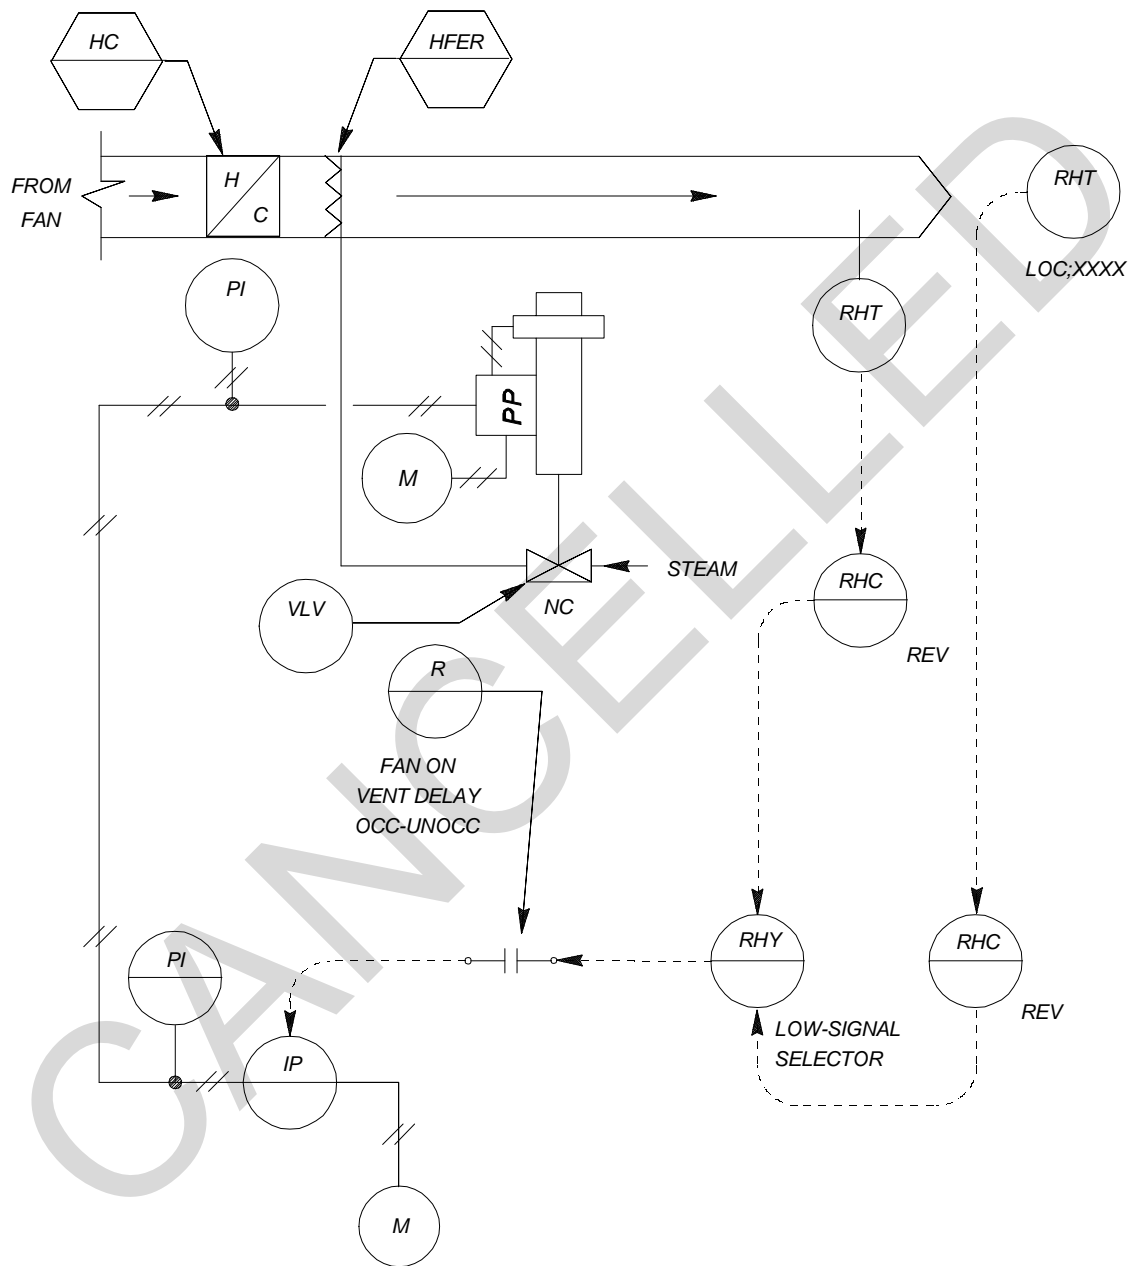 HC
HFER
FROM
FAN
H
C
RHT
LOC;XXXX
PI
RHT
PP
M
STEAM
NC
VLV
RHC
REV
R
FAN ON
VENT DELAY
OCC-UNOCC
PI
RHY
RHC
REV
LOW-SIGNAL
SELECTOR
IP
M
CANCELLED